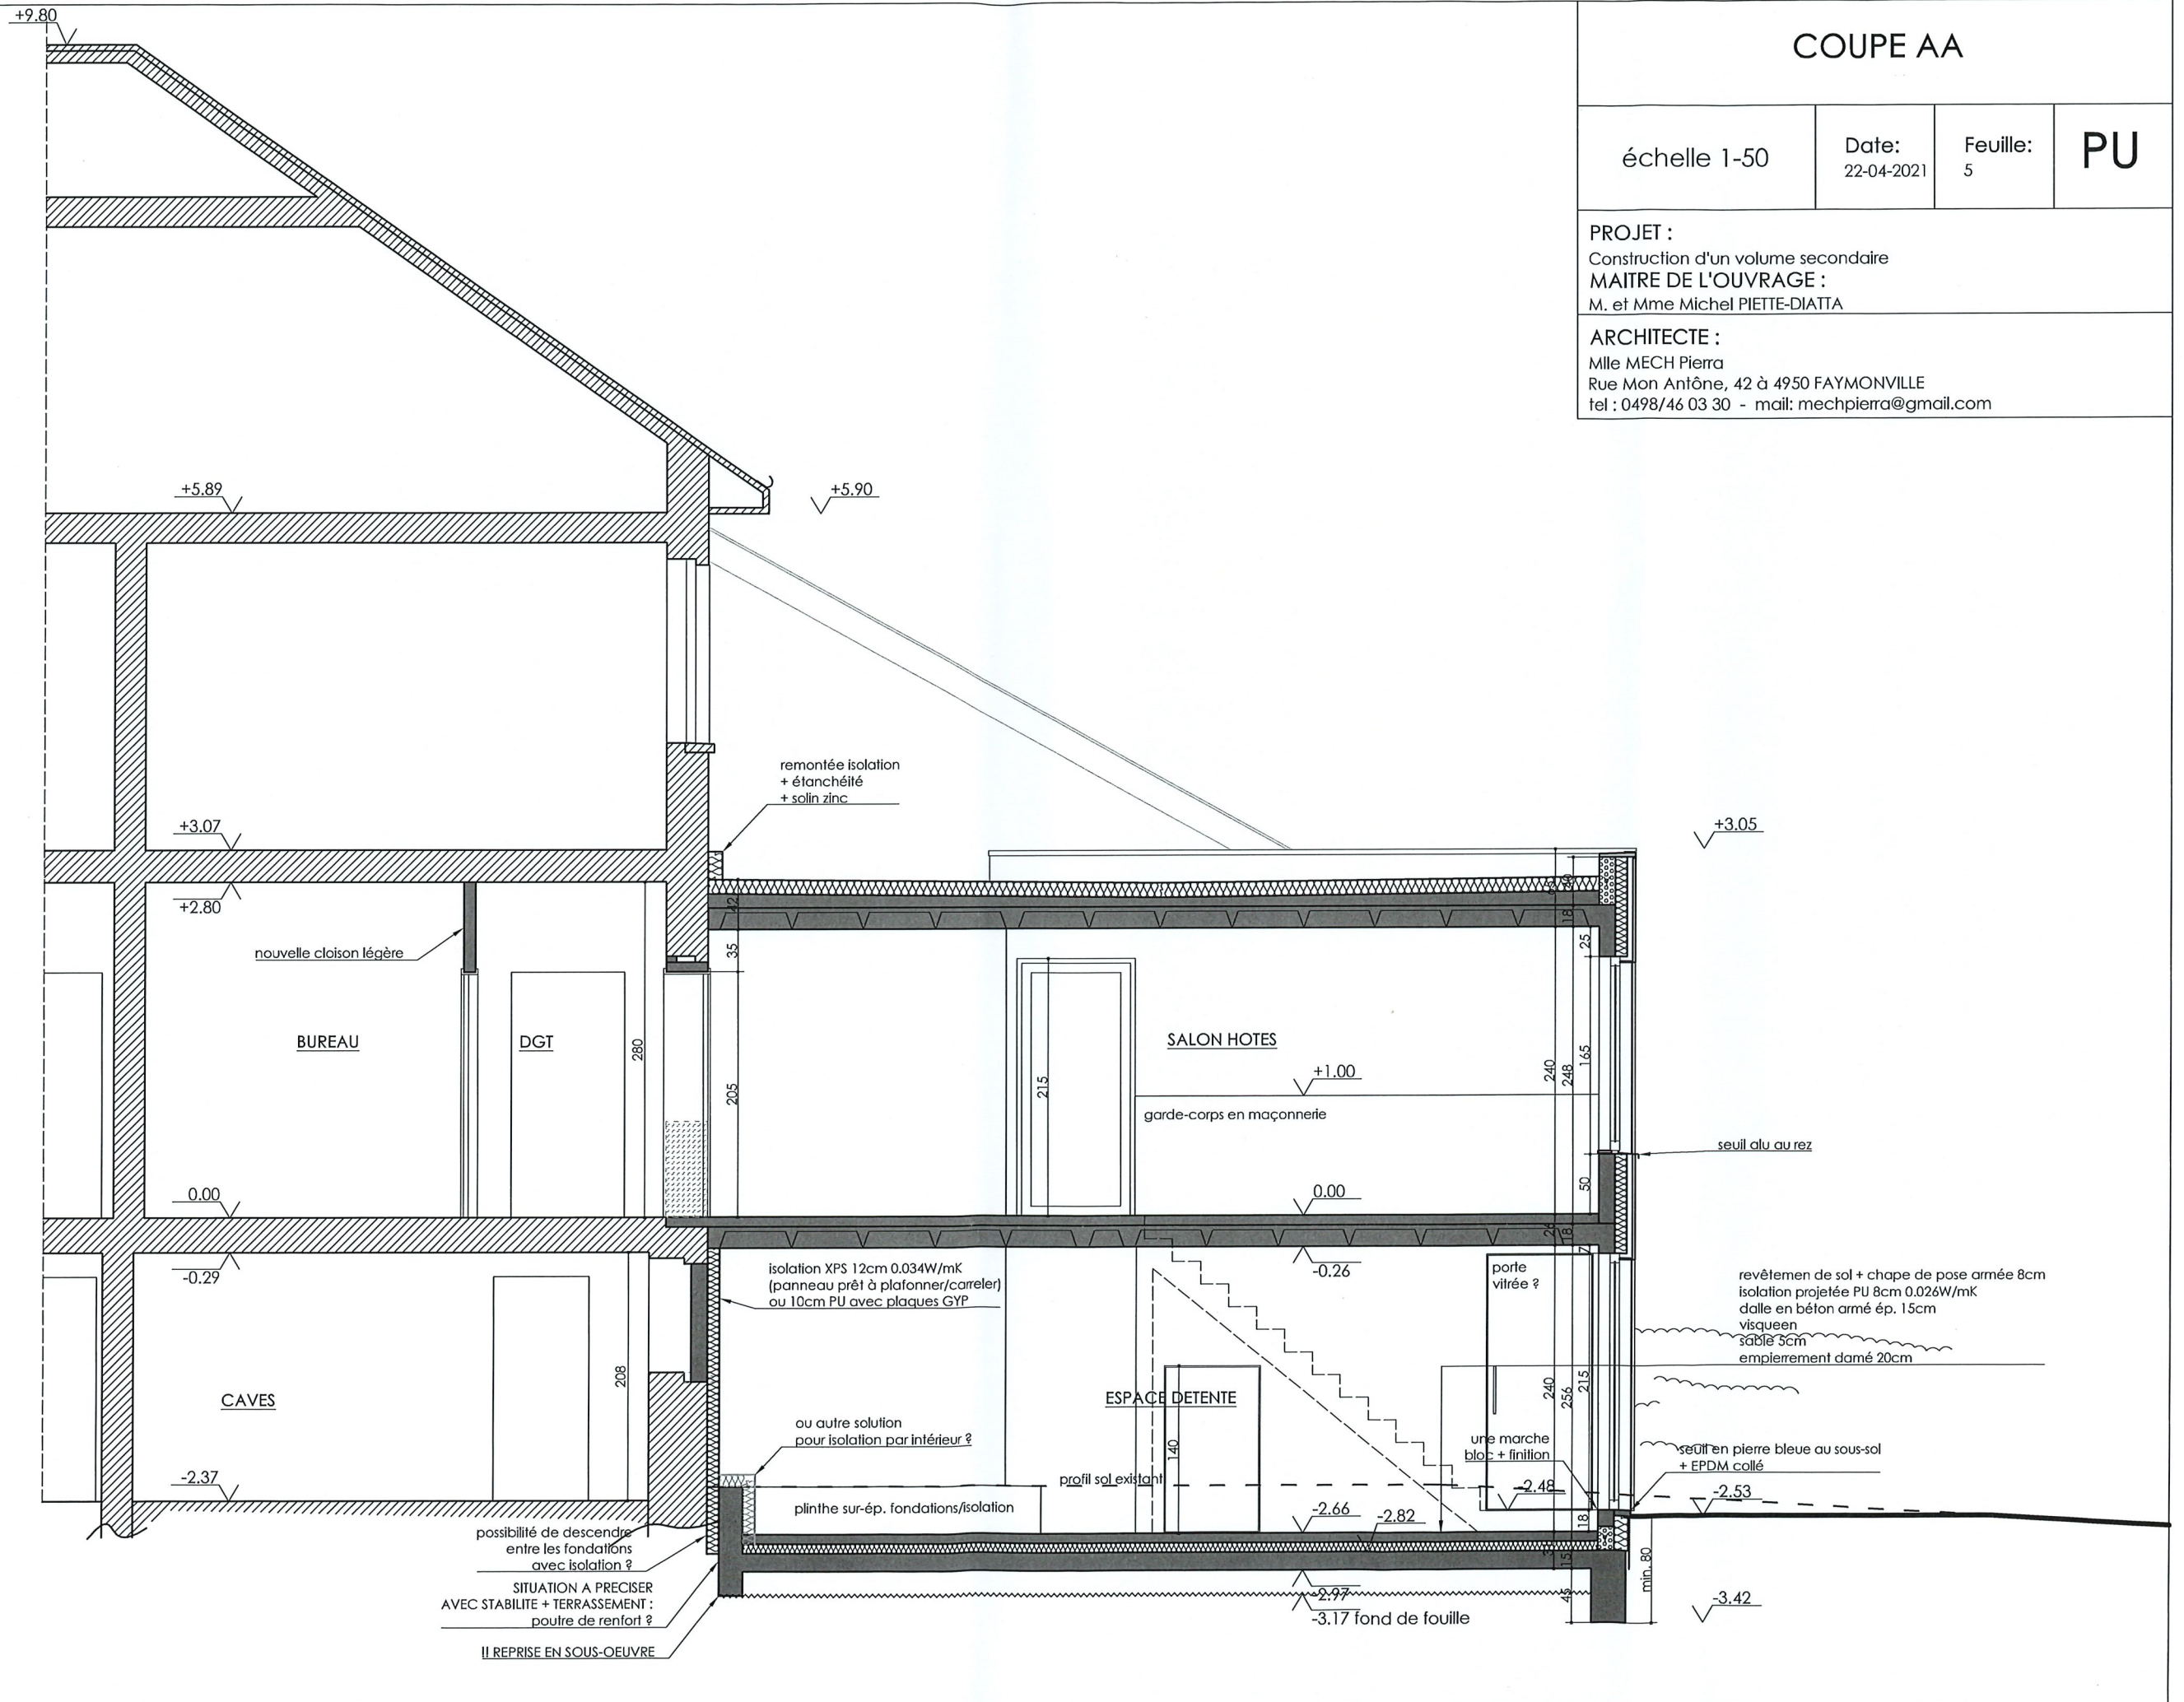 +9.80
COUPE AA
échelle 1-50
Date:
22-04-2021
Feuille:
5
PU
PROJET :
Construction d'un volume secondaire
MAITRE DE L'OUVRAGE :
M. et Mme Michel PIETTE-DIATTA
ARCHITECTE :
Mlle MECH Pierra
Rue Mon Antône, 42 à 4950 FAYMONVILLE
tel : 0498/46 03 30 - mail: mechpierra@gmail.com
+5.89
+5.90
remontée isolation
+ étanchéité
+ solin zinc
+3.07
+3.05
+2.80
42
18
nouvelle cloison légère
35
25
BUREAU
DGT
280
205
215
SALON HOTES
+1.00
garde-corps en maçonnerie
240
248
165
seuil alu au rez
50
0.00
0.00
26
18
7
-0.29
-0.26
isolation XPS 12cm 0.034W/mK
(panneau prêt à plafonner/carreler)
ou 10cm PU avec plaques GYP
porte
vitrée ?
revêtemen de sol + chape de pose armée 8cm
isolation projetée PU 8cm 0.026W/mK
dalle en béton armé ép. 15cm
visqueen
sable 5cm
empierrement damé 20cm
208
CAVES
ESPACE DETENTE
140
240
256
215
ou autre solution
pour isolation par intérieur ?
une marche
bloc + finition
seuil en pierre bleue au sous-sol
+ EPDM collé
-2.37
profil sol existant
-2.48
-2.53
plinthe sur-ép. fondations/isolation
-2.66
-2.82
18
possibilité de descendre
entre les fondations
avec isolation ?
15
min. 80
SITUATION A PRECISER
AVEC STABILITE + TERRASSEMENT :
poutre de renfort ?
-2.97
45
-3.42
-3.17 fond de fouille
!! REPRISE EN SOUS-OEUVRE